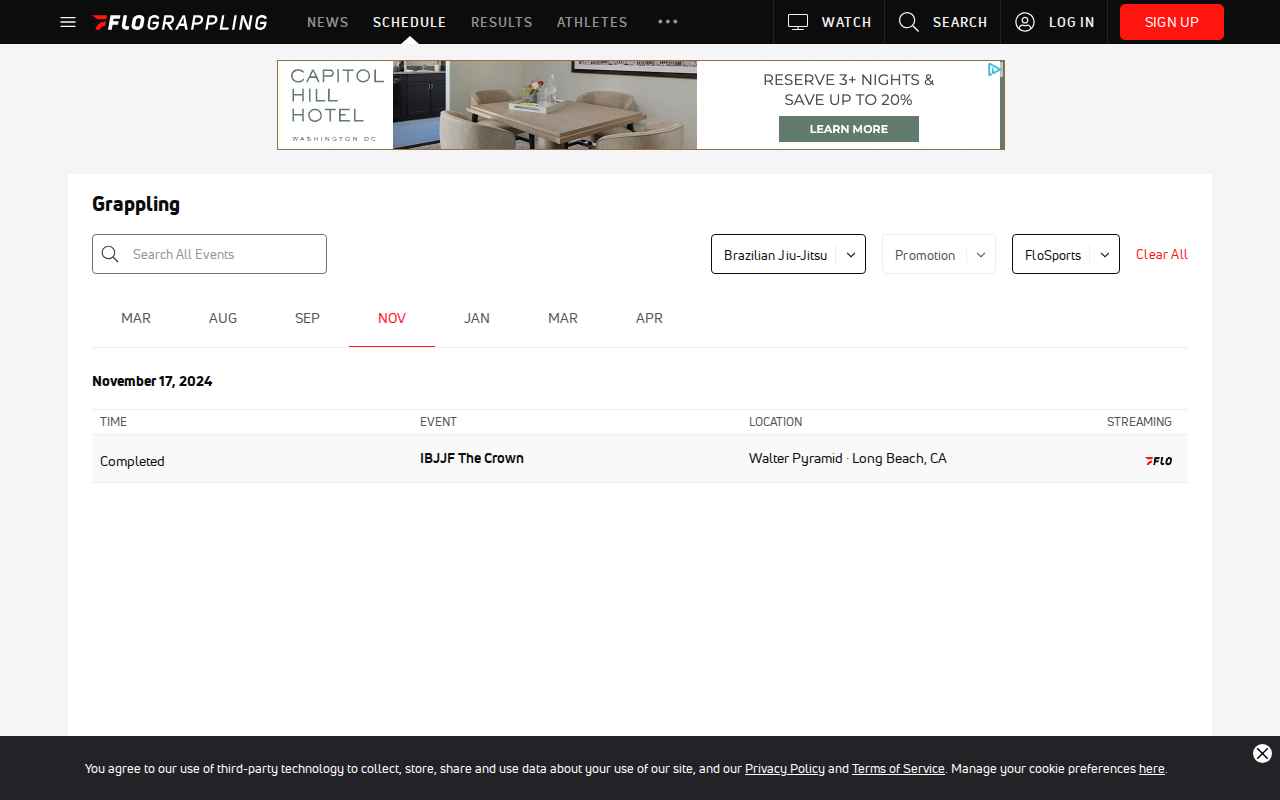 FLOGRAPPLING NEWS SCHEDULE RESULTS ATHLETES WATCH SEARCH LOG IN SIGN UP
CAPITOL
HILL
HOTEL
WASHINGTON DC
RESERVE 3+ NIGHTS &
SAVE UP TO 20%
LEARN MORE
Grappling
Search All Events Brazilian Jiu-Jitsu Promotion FloSports Clear All
MAR AUG SEP NOV JAN MAR APR
November 17, 2024
TIME EVENT LOCATION STREAMING
Completed IBJJF The Crown Walter Pyramid · Long Beach, CA FLO
You agree to our use of third-party technology to collect, store, share and use data about your use of our site, and our Privacy Policy and Terms of Service. Manage your cookie preferences here.